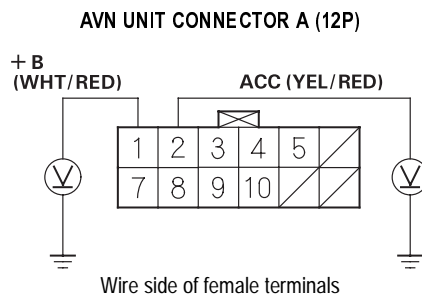 AVN UNIT CONNECTOR A (12P)
+ B
(WHT/RED)
ACC (YEL/RED)
1 2 3 4 5
7 8 9 10
V V
Wire side of female terminals